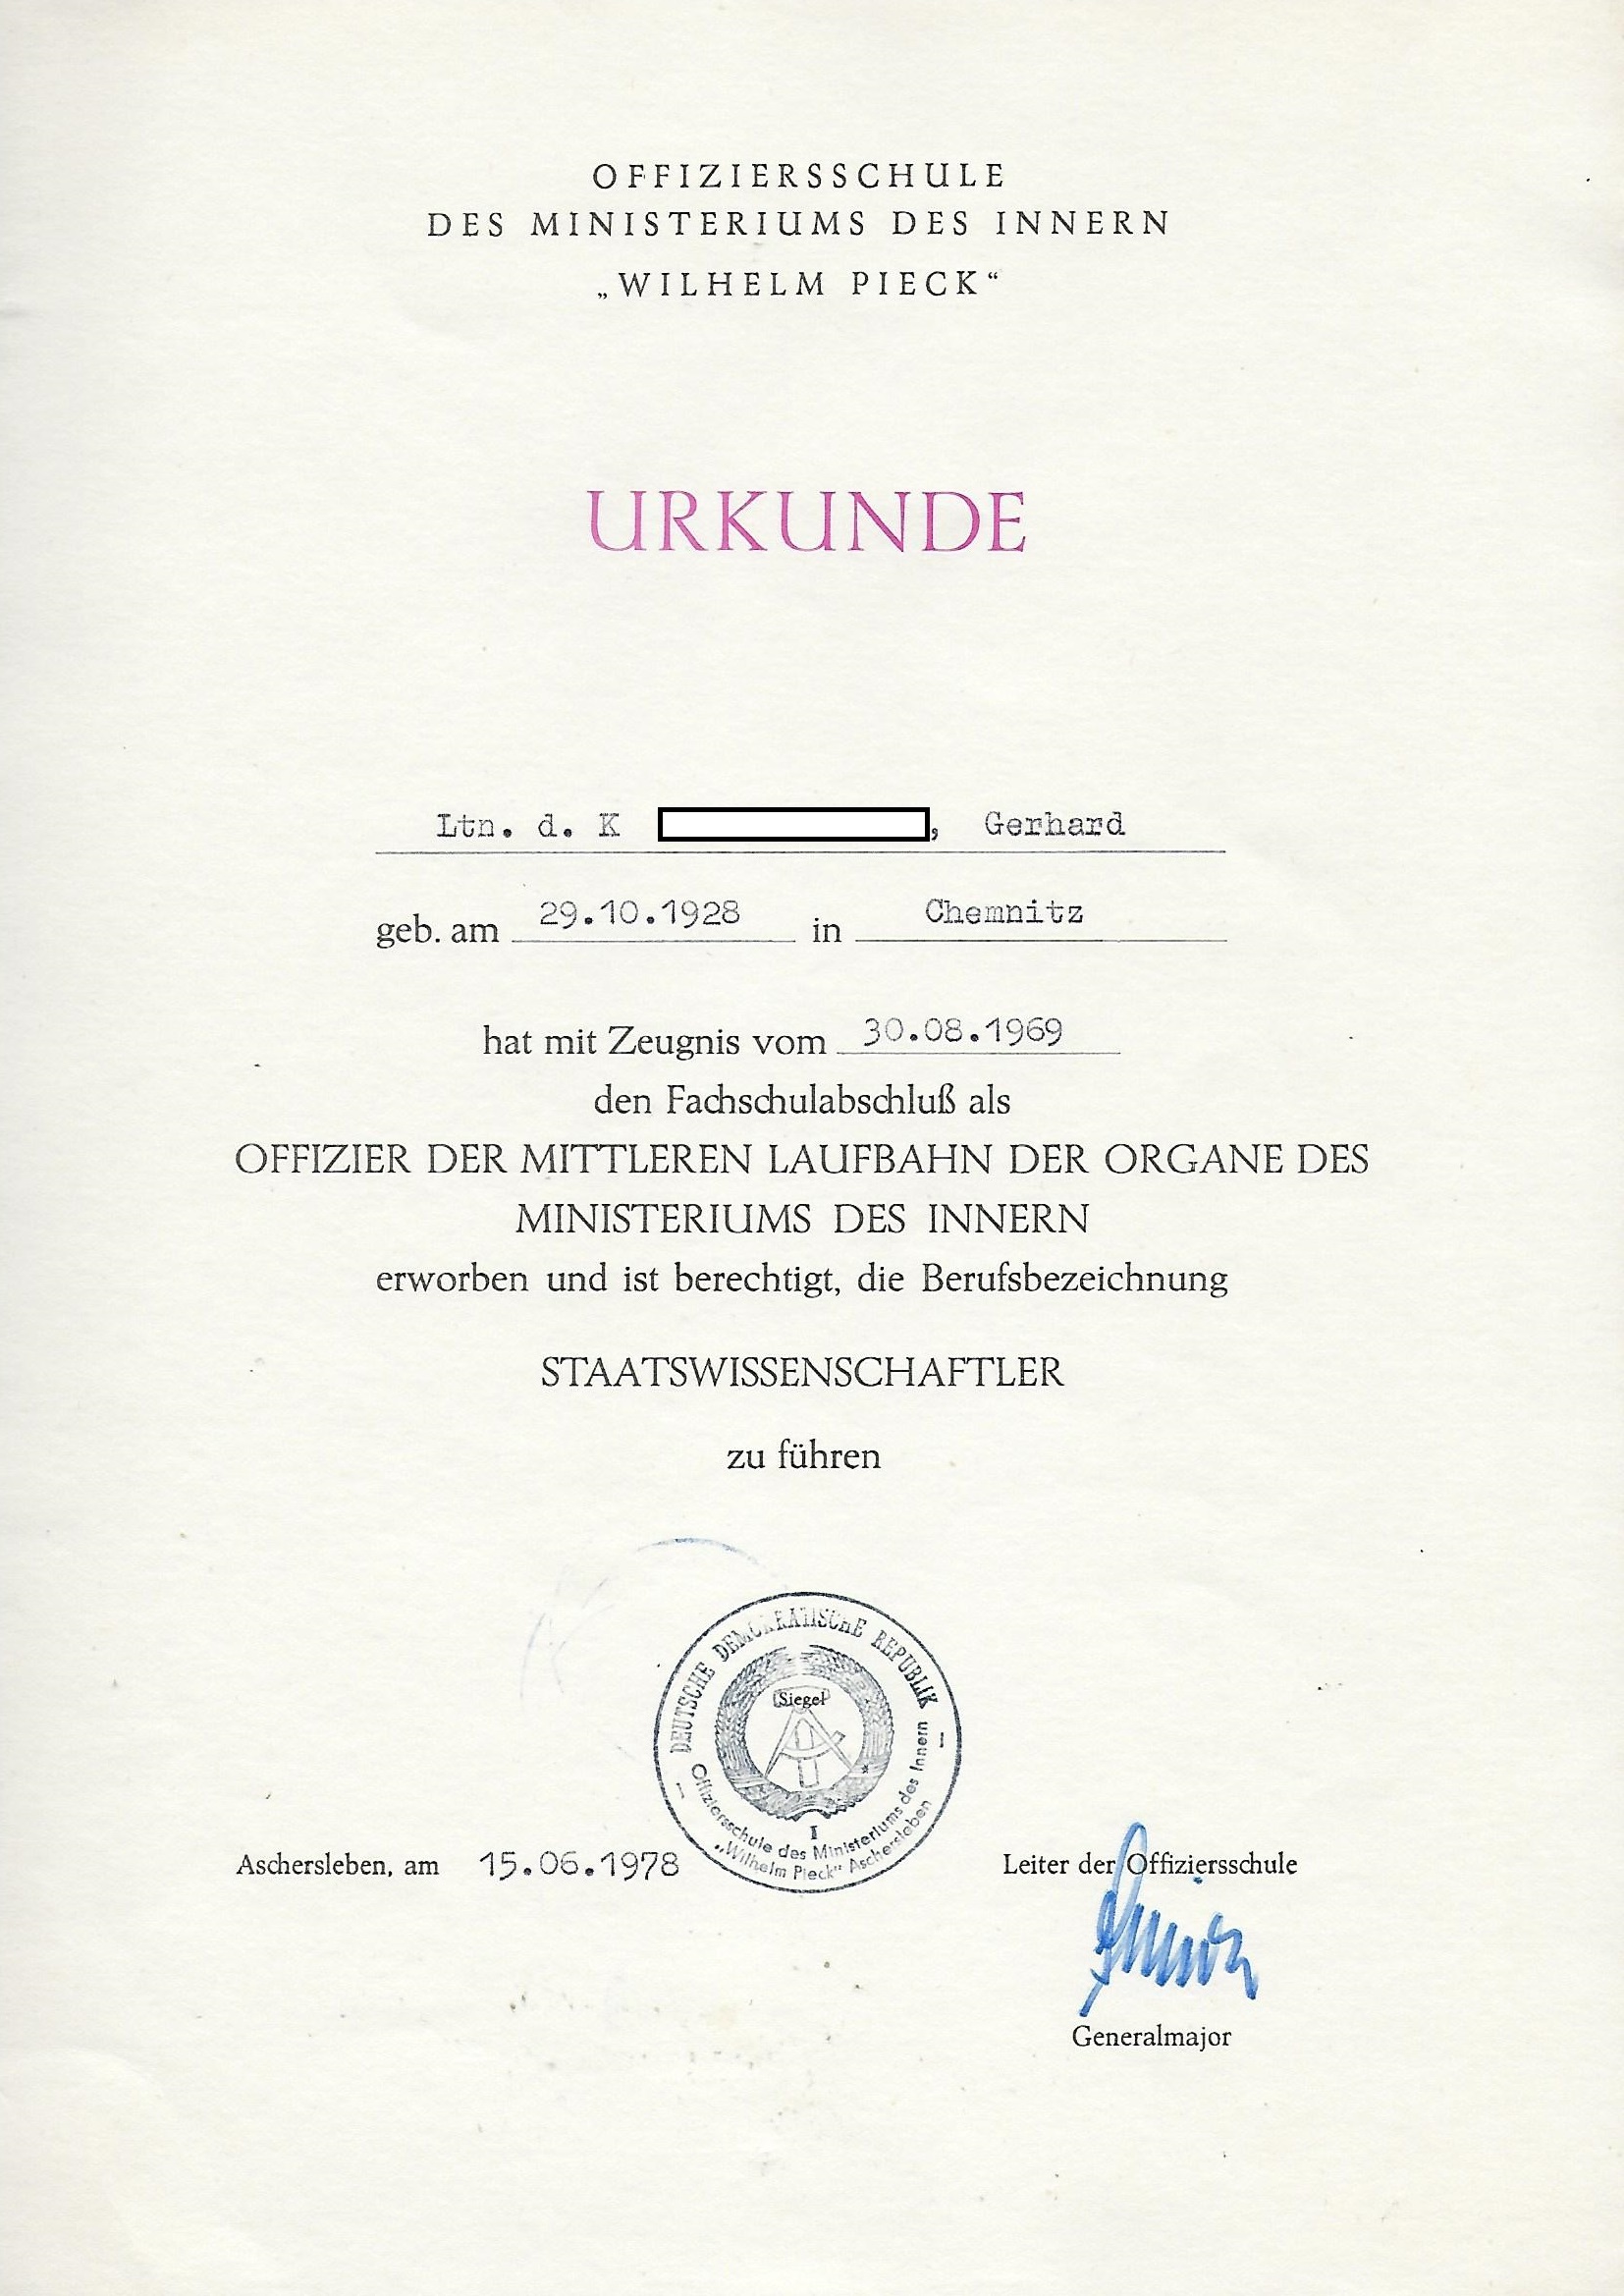 OFFIZIERSSCHULE
DES MINISTERIUMS DES INNERN
„WILHELM PIECK“
URKUNDE
Ltn. d. K , Gerhard
geb. am 29.10.1928 in Chemnitz
hat mit Zeugnis vom 30.08.1969
den Fachschulabschluß als
OFFIZIER DER MITTLEREN LAUFBAHN DER ORGANE DES
MINISTERIUMS DES INNERN
erworben und ist berechtigt, die Berufsbezeichnung
STAATSWISSENSCHAFTLER
zu führen
DEUTSCHE DEMOKRATISCHE REPUBLIK
Siegel
I
Offiziersschule des Ministeriums des Innern
„Wilhelm Pieck“ Aschersleben
Aschersleben, am 15.06.1978
Leiter der Offiziersschule
Generalmajor